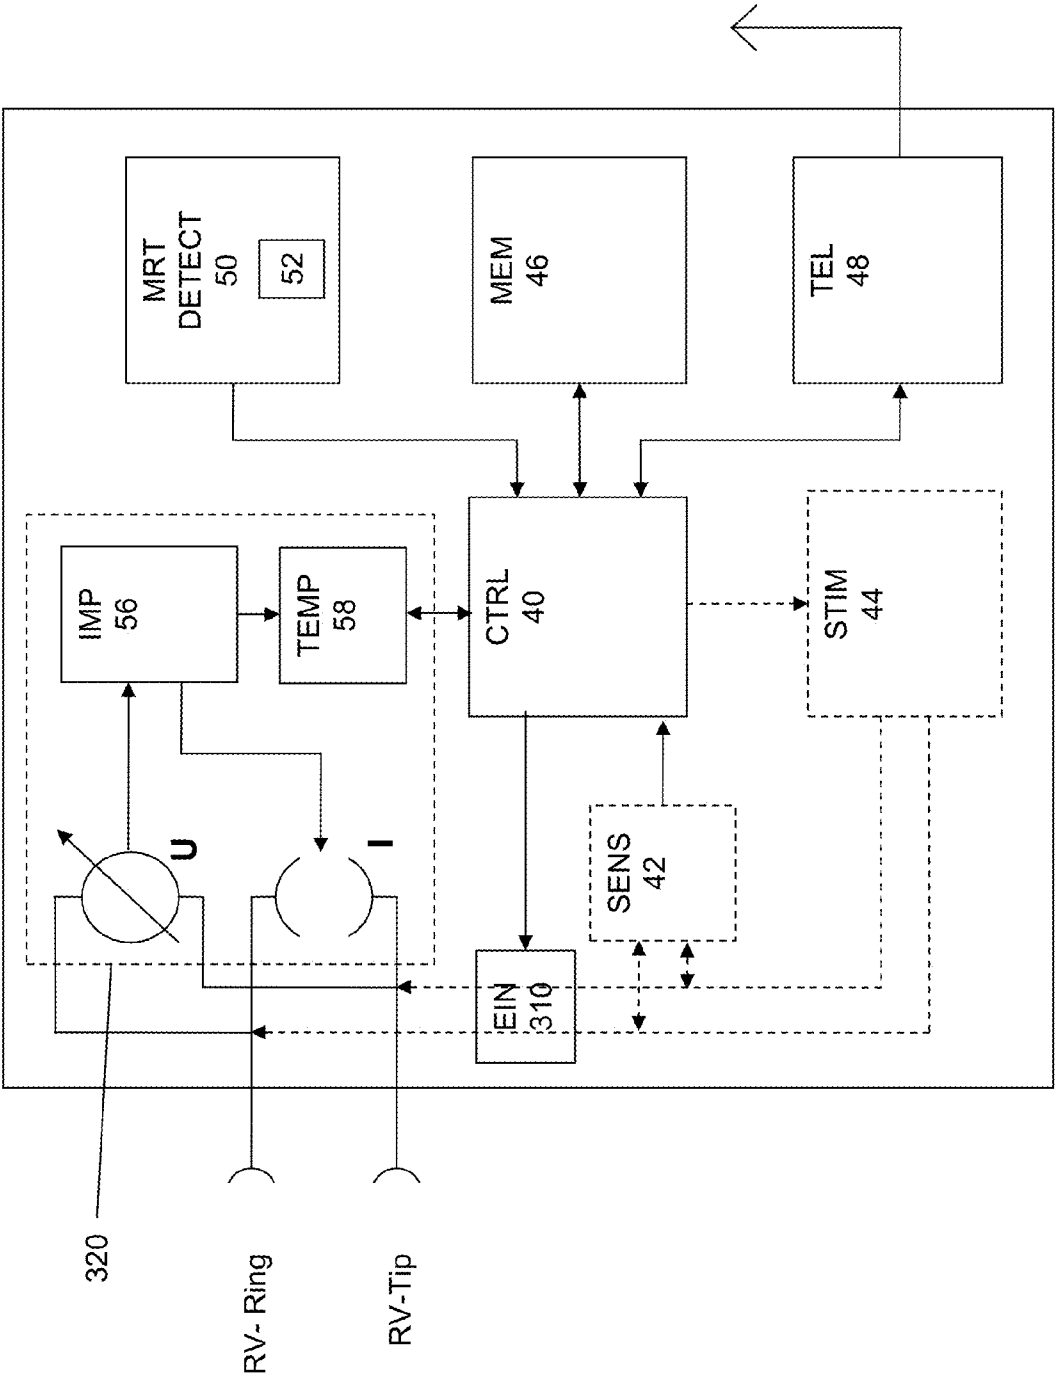 320
RV- Ring
RV-Tip
U
I
IMP
56
TEMP
58
MRT
DETECT
50
52
EIN
310
CTRL
40
MEM
46
SENS
42
STIM
44
TEL
48